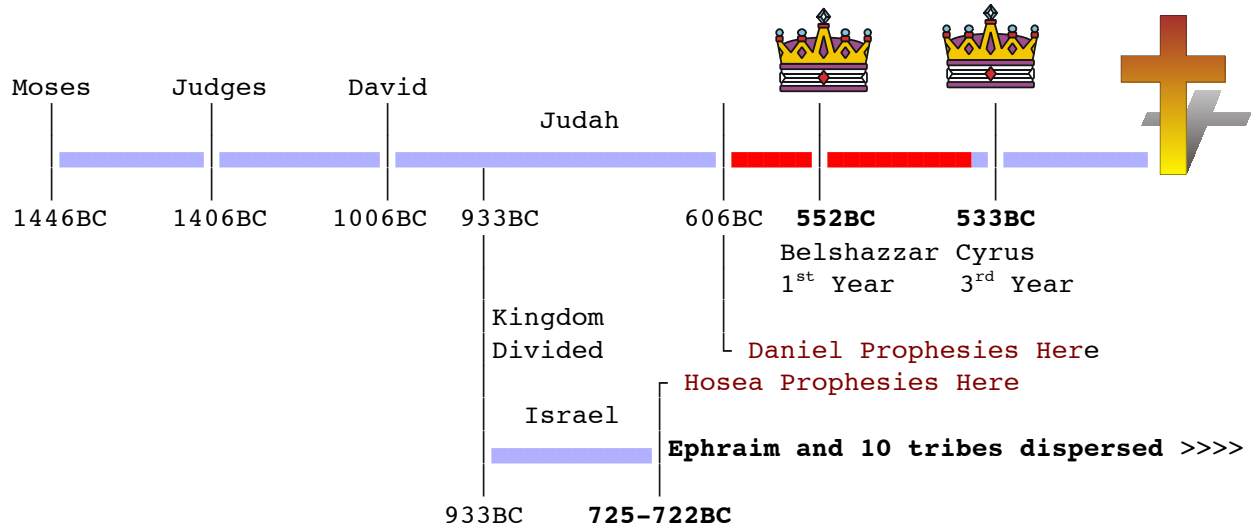 Moses Judges David
Judah
1446BC 1406BC 1006BC 933BC 606BC 552BC 533BC
Belshazzar Cyrus
1st Year 3rd Year
Kingdom
Divided
Daniel Prophesies Here
Hosea Prophesies Here
Israel
Ephraim and 10 tribes dispersed >>>>
933BC 725-722BC